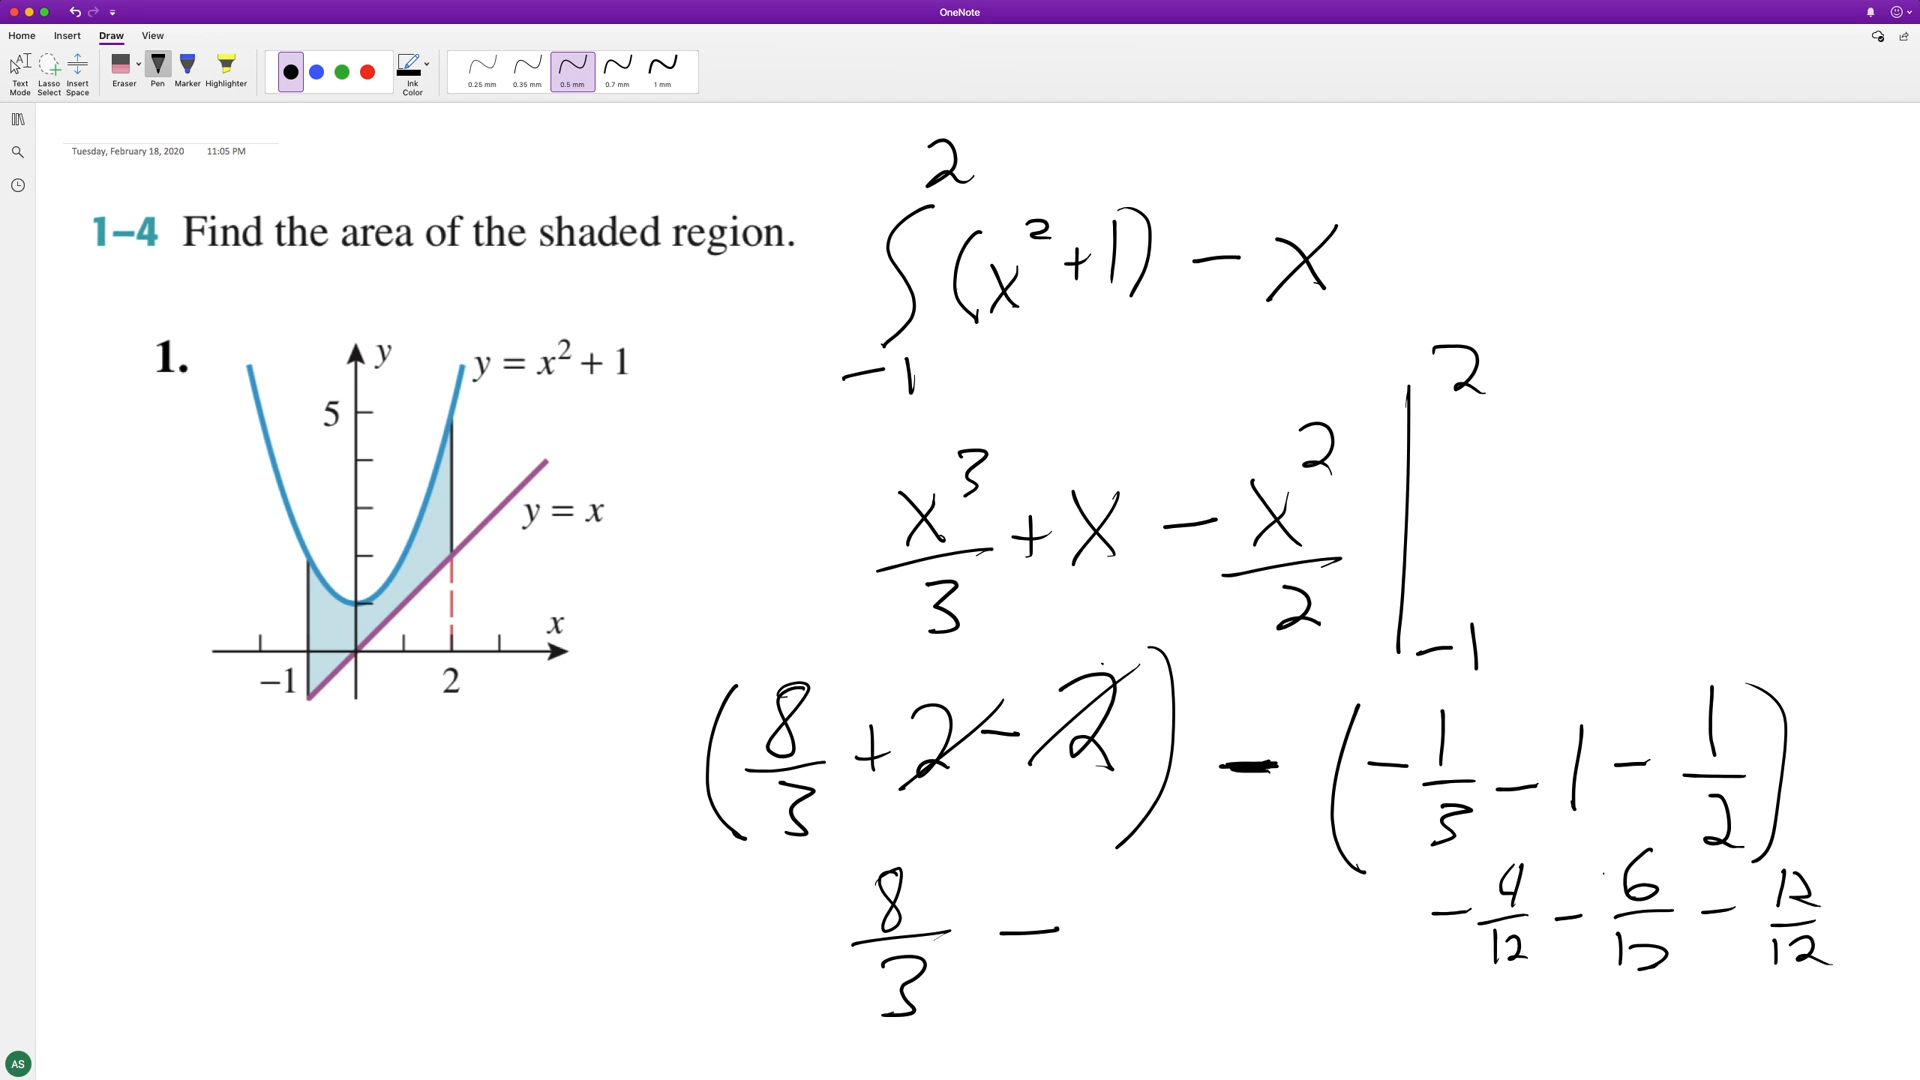 OneNote
Home Insert Draw View
Text Mode Lasso Select Insert Space Eraser Pen Marker Highlighter Ink Color 0.25 mm 0.35 mm 0.5 mm 0.7 mm 1 mm
Tuesday, February 18, 2020 11:05 PM
1–4 Find the area of the shaded region.
1.
y
y = x² + 1
5
y = x
x
−1 2
∫ from −1 to 2 (x² + 1) − x
x³/3 + x − x²/2 | 2 −1
(8/3 + 2 − 2) − (−1/3 − 1 − 1/2)
8/3 − −4/12 − 6/12 − 12/12
AS